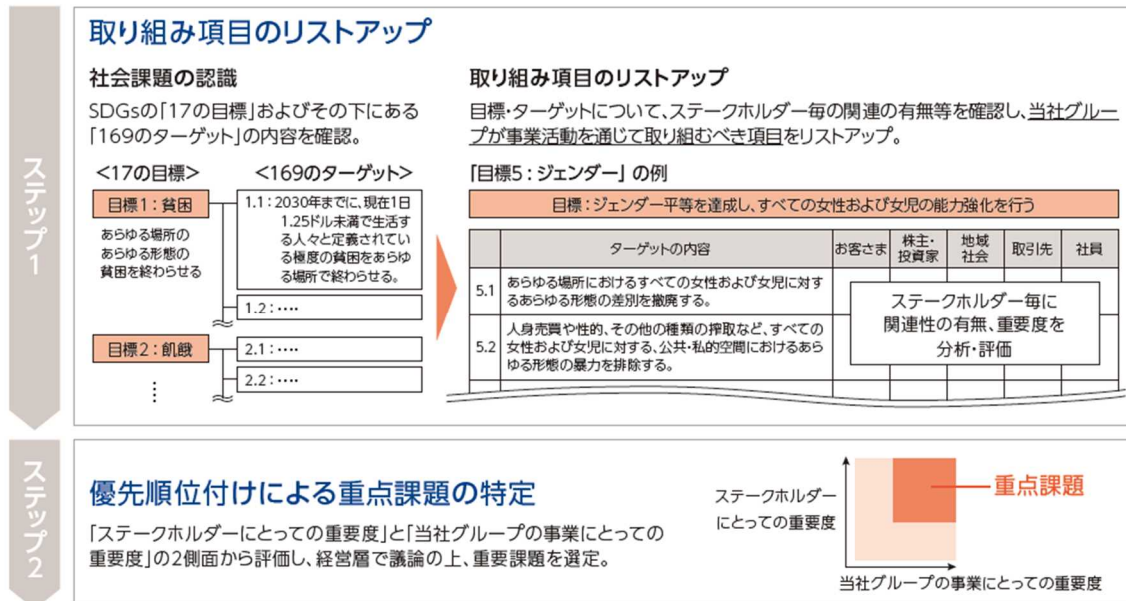 ステップ1
取り組み項目のリストアップ
社会課題の認識
SDGsの「17の目標」およびその下にある
「169のターゲット」の内容を確認。
<17の目標>
<169のターゲット>
目標1：貧困
あらゆる場所の
あらゆる形態の
貧困を終わらせる
1.1：2030年までに、現在1日
1.25ドル未満で生活す
る人々と定義されてい
る極度の貧困をあらゆ
る場所で終わらせる。
1.2：‥‥
目標2：飢餓
2.1：‥‥
2.2：‥‥
取り組み項目のリストアップ
目標・ターゲットについて、ステークホルダー毎の関連の有無等を確認し、当社グルー
プが事業活動を通じて取り組むべき項目をリストアップ。
「目標5：ジェンダー」の例
目標：ジェンダー平等を達成し、すべての女性および女児の能力強化を行う
ターゲットの内容
お客さま
株主・
投資家
地域
社会
取引先
社員
5.1
あらゆる場所におけるすべての女性および女児に対す
るあらゆる形態の差別を撤廃する。
5.2
人身売買や性的、その他の種類の搾取など、すべての
女性および女児に対する、公共・私的空間におけるあら
ゆる形態の暴力を排除する。
ステークホルダー毎に
関連性の有無、重要度を
分析・評価
ステップ2
優先順位付けによる重点課題の特定
「ステークホルダーにとっての重要度」と「当社グループの事業にとっての
重要度」の2側面から評価し、経営層で議論の上、重要課題を選定。
ステークホルダー
にとっての重要度
重点課題
当社グループの事業にとっての重要度